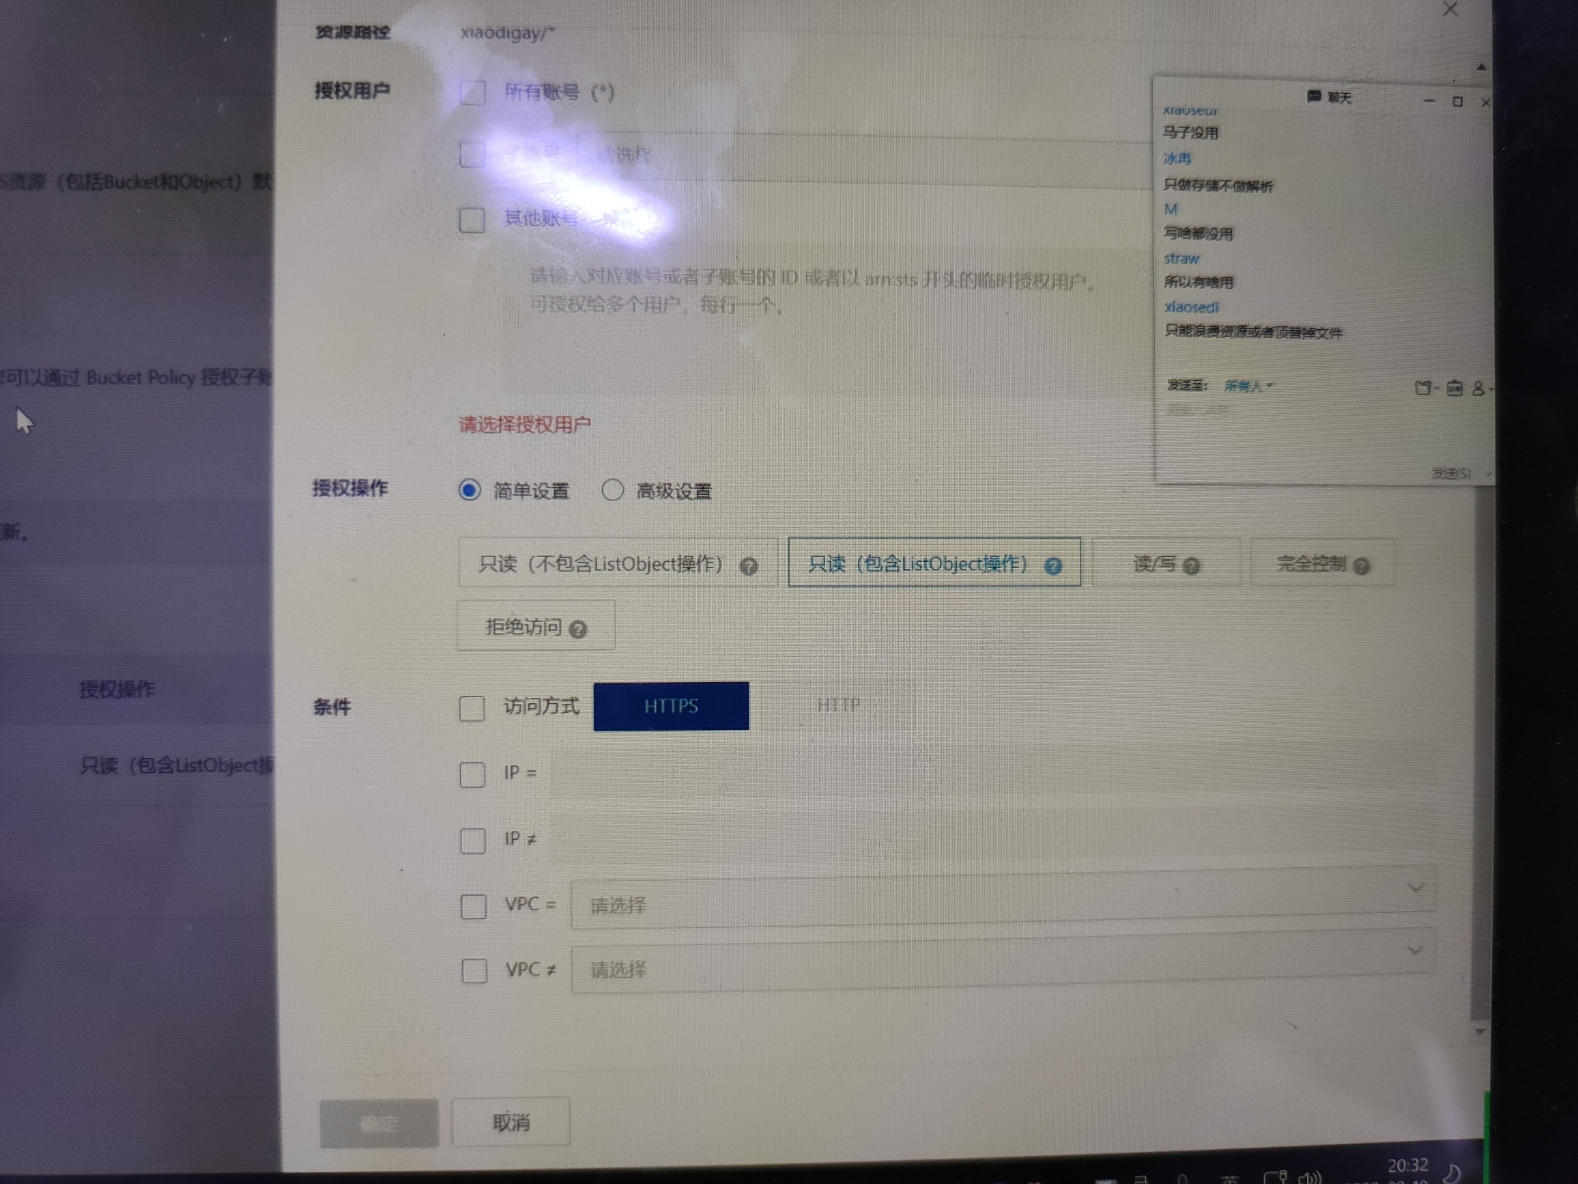 资源路径 xiaodigay/*
授权用户 所有账号 (*)
子账号 请选择
其他账号
请输入对应账号或者子账号的 ID 或者以 arn:sts 开头的临时授权用户。
可授权给多个用户，每行一个。
请选择授权用户
授权操作 简单设置 高级设置
只读（不包含ListObject操作） 只读（包含ListObject操作） 读/写 完全控制
拒绝访问
条件 访问方式 HTTPS HTTP
IP =
IP ≠
VPC = 请选择
VPC ≠ 请选择
确定 取消
S资源（包括Bucket和Object）默
可以通过 Bucket Policy 授权子账
新。
授权操作
只读（包含ListObject操
聊天
xiaosedi
马子没用
冰冉
只做存储不做解析
M
写啥都没用
straw
所以有啥用
xiaosedi
只能浪费资源或者顶替掉文件
发送至: 所有人
发送(S)
英
20:32